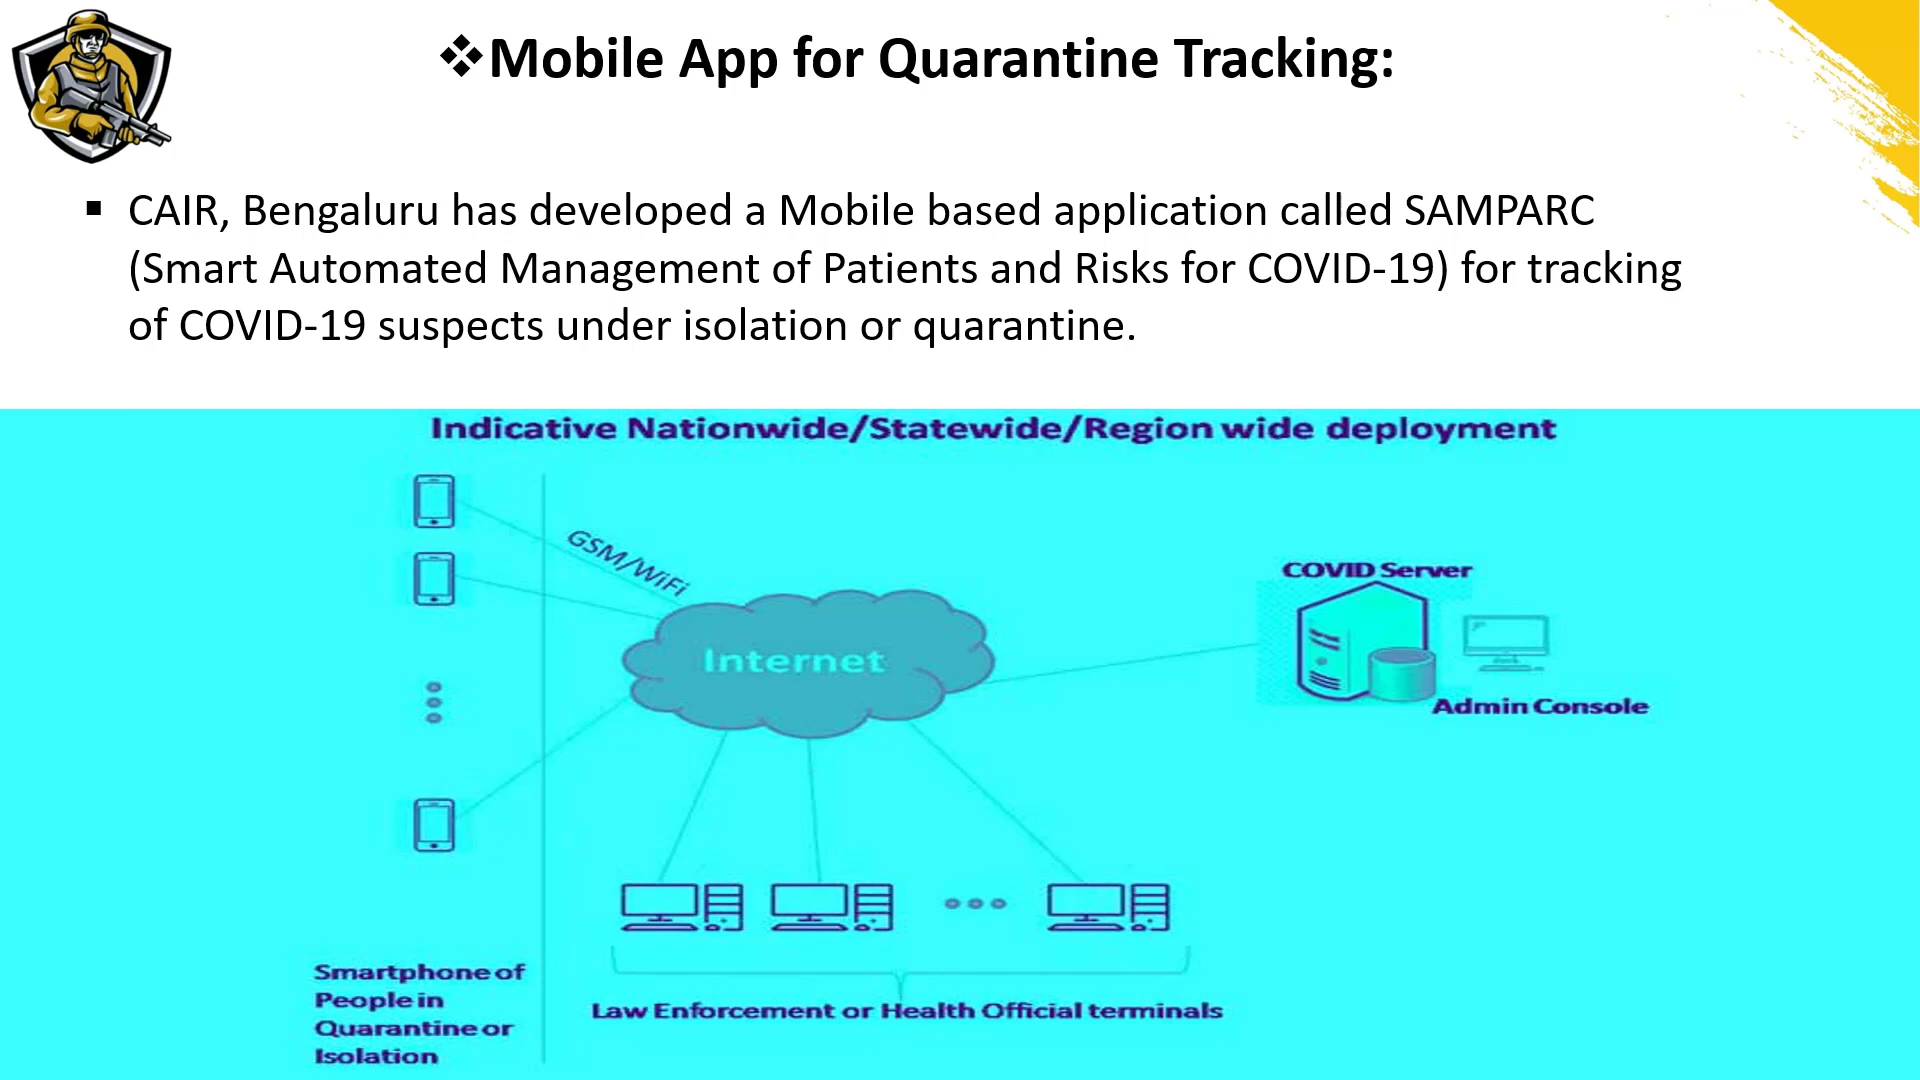 ❖Mobile App for Quarantine Tracking:
▪ CAIR, Bengaluru has developed a Mobile based application called SAMPARC
(Smart Automated Management of Patients and Risks for COVID-19) for tracking
of COVID-19 suspects under isolation or quarantine.
Indicative Nationwide/Statewide/Region wide deployment
GSM/WiFi
COVID Server
Internet
Admin Console
Smartphone of
People in
Quarantine or
Isolation
Law Enforcement or Health Official terminals